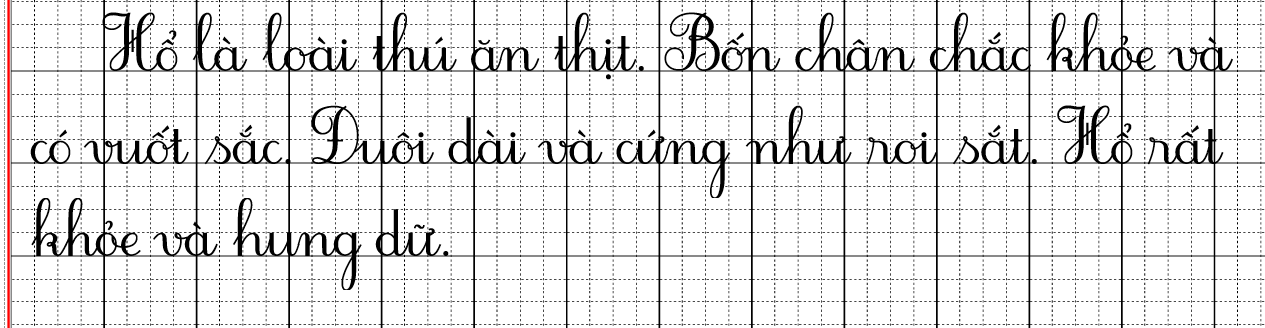 Hổ là loài thú ăn thịt. Bốn chân chắc khỏe và
có vuốt sắc. Đuôi dài và cứng như roi sắt. Hổ rất
khỏe và hung dữ.